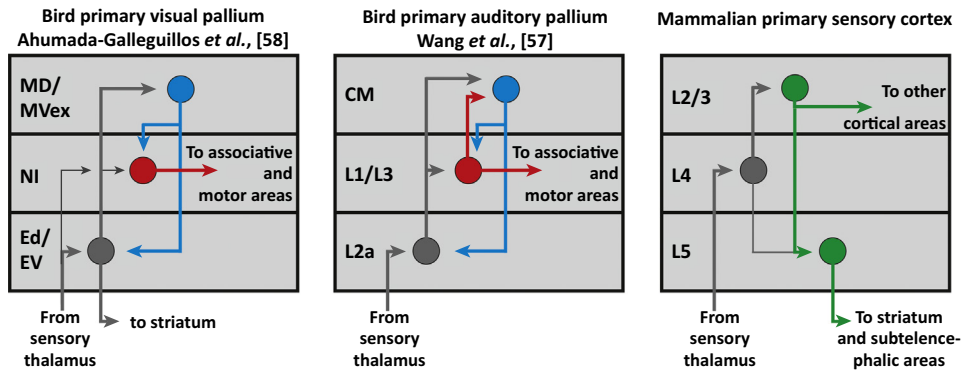 Bird primary visual pallium
Ahumada-Galleguillos et al., [58]
MD/
MVex
NI
To associative
and
motor areas
Ed/
EV
From
sensory
thalamus
to striatum
Bird primary auditory pallium
Wang et al., [57]
CM
L1/L3
To associative
and
motor areas
L2a
From
sensory
thalamus
Mammalian primary sensory cortex
L2/3
To other
cortical areas
L4
L5
From
sensory
thalamus
To striatum
and subtelence-
phalic areas